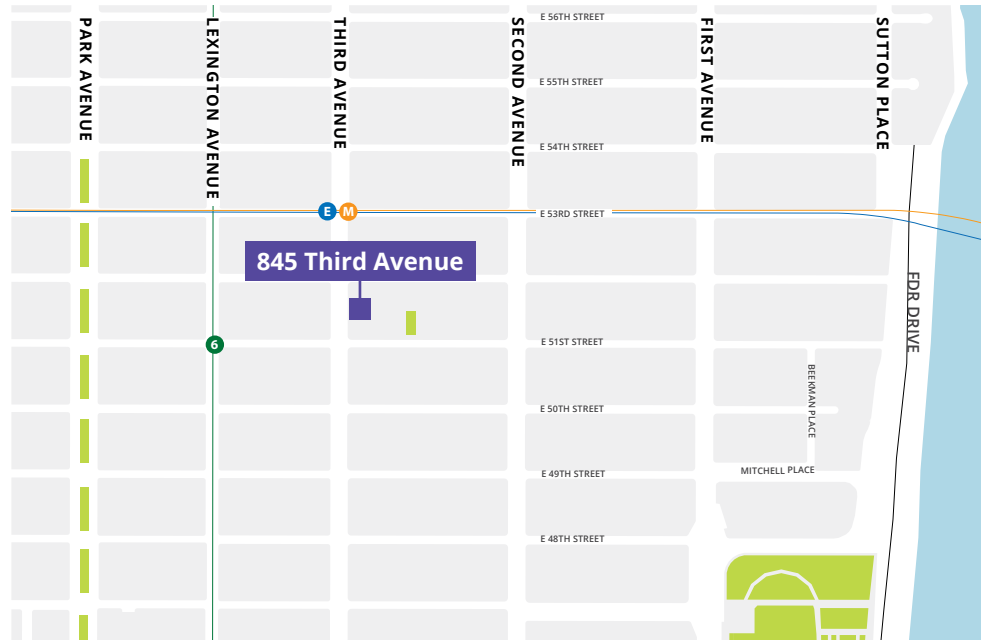 E 56TH STREET
PARK AVENUE
LEXINGTON AVENUE
THIRD AVENUE
SECOND AVENUE
FIRST AVENUE
SUTTON PLACE
E 55TH STREET
E 54TH STREET
E
M
E 53RD STREET
845 Third Avenue
FDR DRIVE
6
E 51ST STREET
BEEKMAN PLACE
E 50TH STREET
MITCHELL PLACE
E 49TH STREET
E 48TH STREET